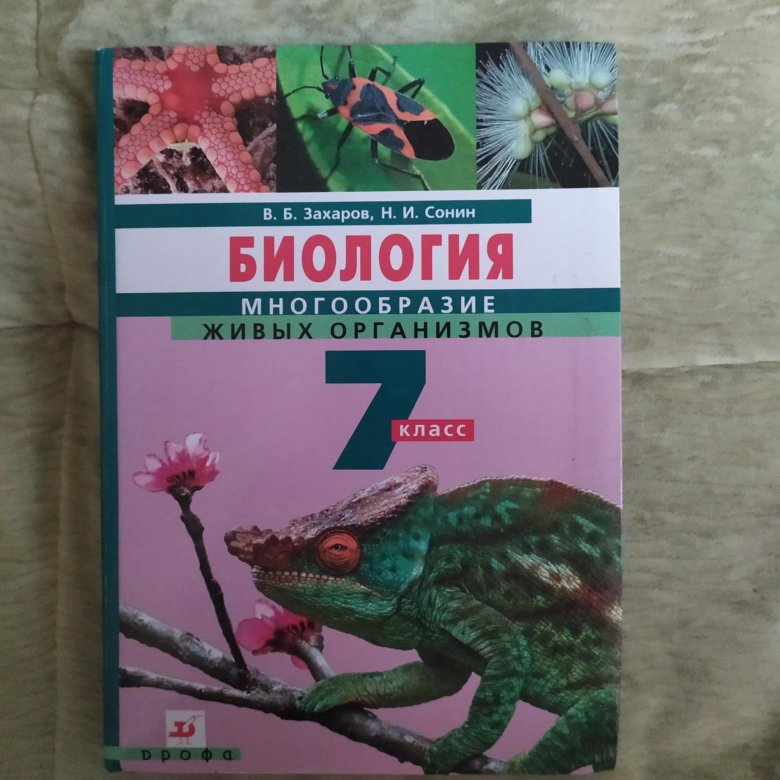 В. Б. Захаров, Н. И. Сонин
БИОЛОГИЯ
МНОГООБРАЗИЕ
ЖИВЫХ ОРГАНИЗМОВ
7
класс
дрофа